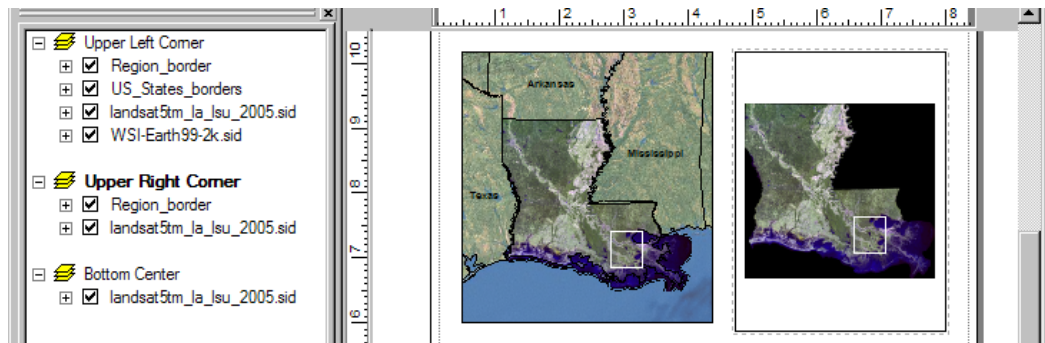 Upper Left Corner
Region_border
US_States_borders
landsat5tm_la_lsu_2005.sid
WSI-Earth99-2k.sid
Upper Right Corner
Region_border
landsat5tm_la_lsu_2005.sid
Bottom Center
landsat5tm_la_lsu_2005.sid
1 2 3 4 5 6 7 8
10
9
8
7
6
Arkansas
Mississippi
Texas